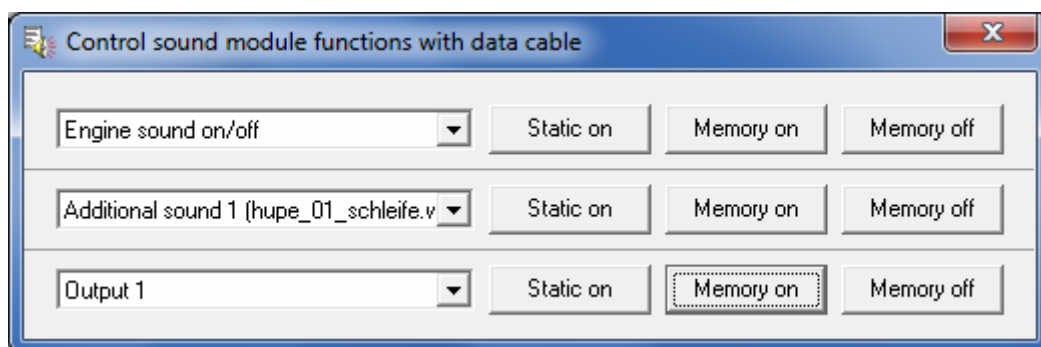 Control sound module functions with data cable
Engine sound on/off Static on Memory on Memory off
Additional sound 1 (hupe_01_schleife.v Static on Memory on Memory off
Output 1 Static on Memory on Memory off